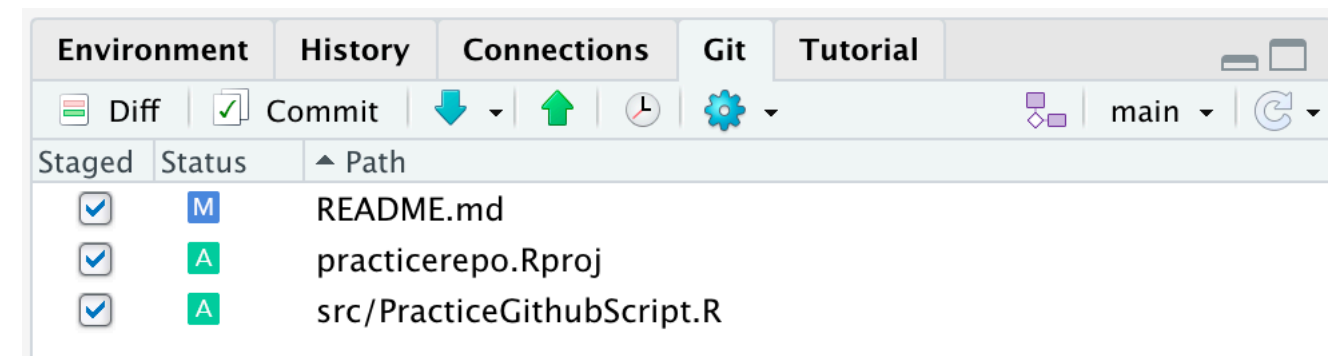 Environment History Connections Git Tutorial
Diff Commit main
Staged Status Path
M README.md
A practicerepo.Rproj
A src/PracticeGithubScript.R